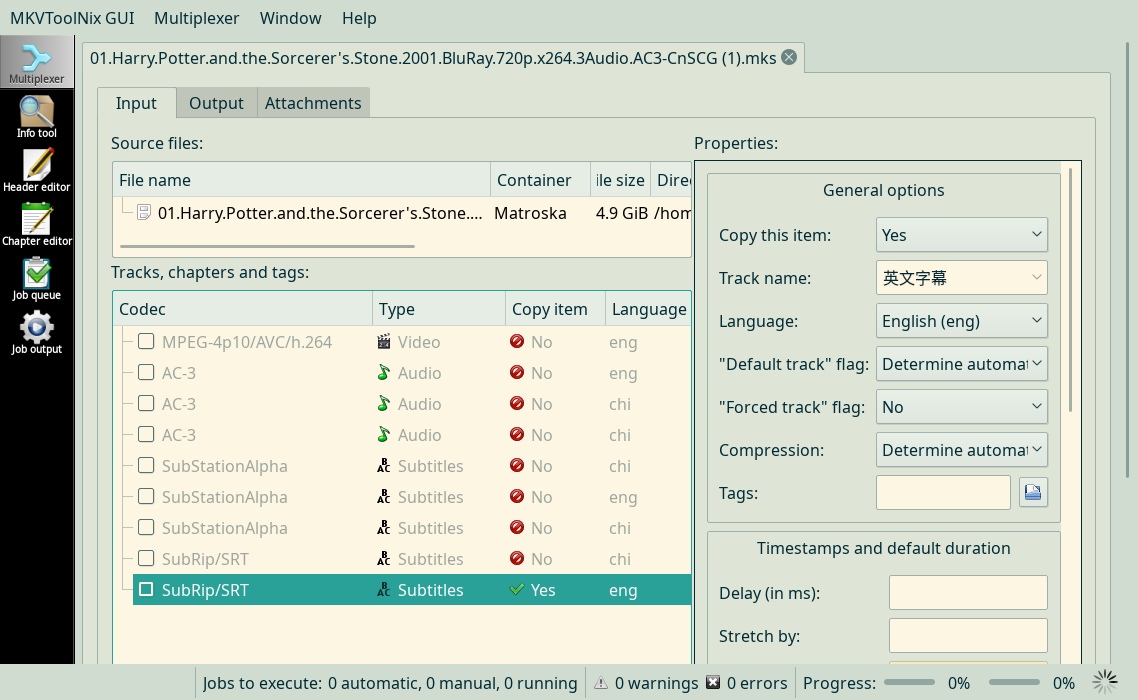 MKVToolNix GUI Multiplexer Window Help
01.Harry.Potter.and.the.Sorcerer's.Stone.2001.BluRay.720p.x264.3Audio.AC3-CnSCG (1).mks
Multiplexer
Info tool
Header editor
Chapter editor
Job queue
Job output
Input Output Attachments
Source files:
File name Container ile size Direc
01.Harry.Potter.and.the.Sorcerer's.Stone.... Matroska 4.9 GiB /hom
Tracks, chapters and tags:
Codec Type Copy item Language
MPEG-4p10/AVC/h.264 Video No eng
AC-3 Audio No eng
AC-3 Audio No chi
AC-3 Audio No chi
SubStationAlpha Subtitles No chi
SubStationAlpha Subtitles No eng
SubStationAlpha Subtitles No chi
SubRip/SRT Subtitles No chi
SubRip/SRT Subtitles Yes eng
Properties:
General options
Copy this item: Yes
Track name: 英文字幕
Language: English (eng)
"Default track" flag: Determine automat
"Forced track" flag: No
Compression: Determine automat
Tags:
Timestamps and default duration
Delay (in ms):
Stretch by:
Jobs to execute: 0 automatic, 0 manual, 0 running 0 warnings 0 errors Progress: 0% 0%